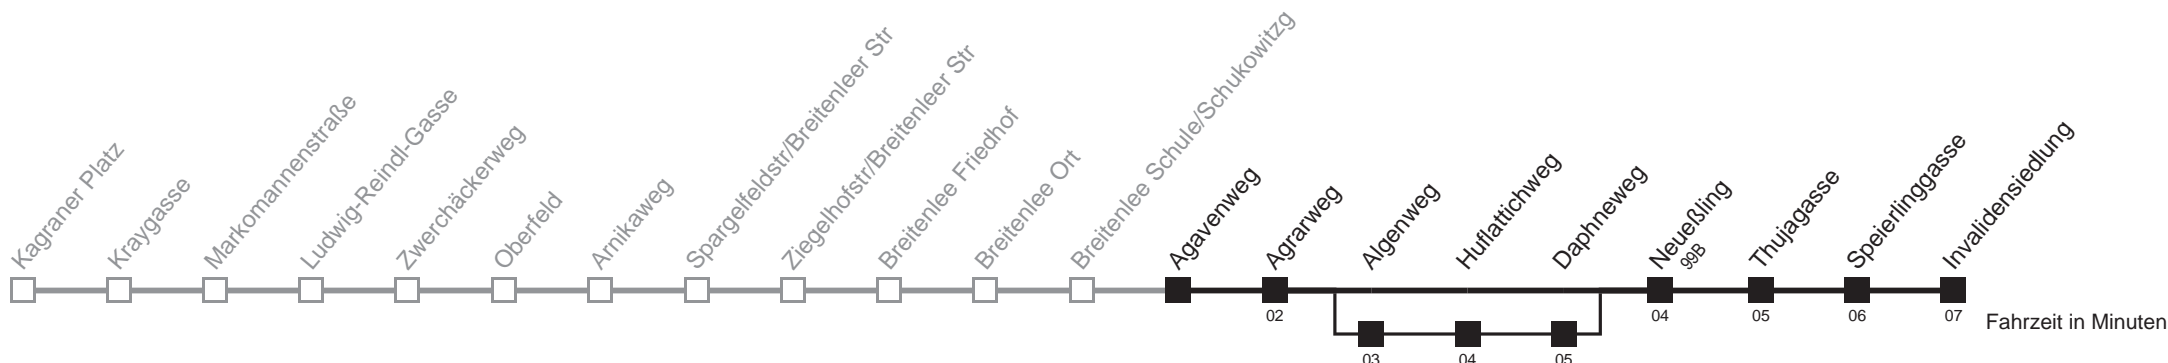 Kagraner Platz
Kraygasse
Markomannenstraße
Ludwig-Reindl-Gasse
Zwerchäckerweg
Oberfeld
Arnikaweg
Spargelfeldstr/Breitenleer Str
Ziegelhofstr/Breitenleer Str
Breitenlee Friedhof
Breitenlee Ort
Breitenlee Schule/Schukowitzg
Agavenweg
Agrarweg
Algenweg
Huflattichweg
Daphneweg
Neueßling
99B
Thujagasse
Speierlinggasse
Invalidensiedlung
02
04
05
06
07
Fahrzeit in Minuten
03
04
05